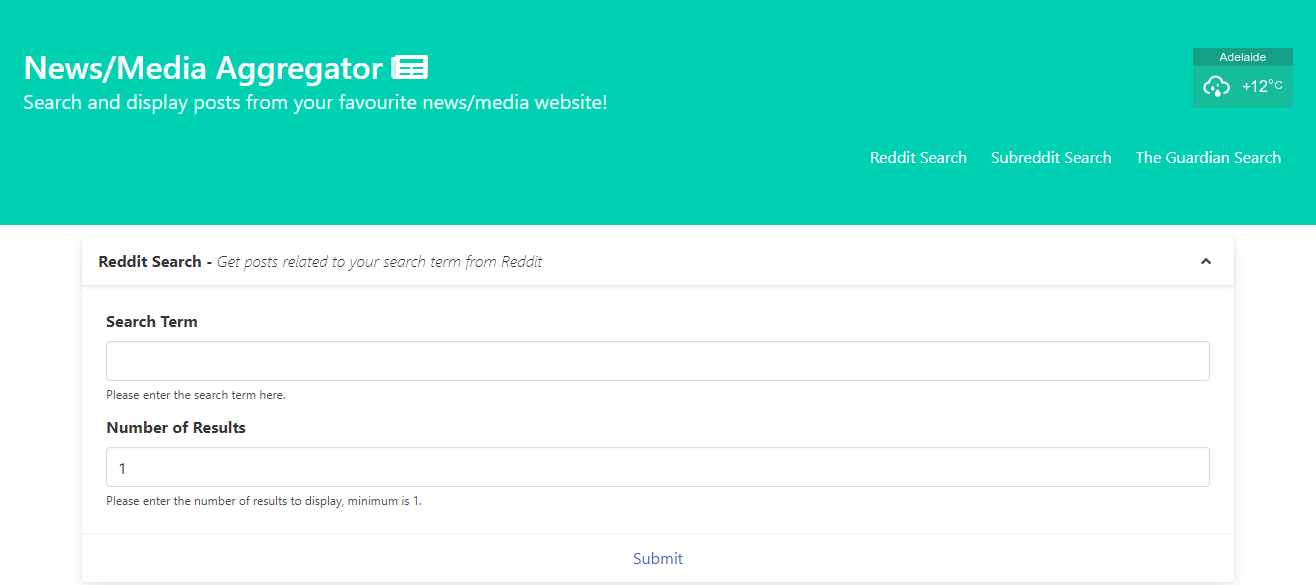 News/Media Aggregator
Search and display posts from your favourite news/media website!
Adelaide
+12°C
Reddit Search Subreddit Search The Guardian Search
Reddit Search - Get posts related to your search term from Reddit
Search Term
Please enter the search term here.
Number of Results
1
Please enter the number of results to display, minimum is 1.
Submit